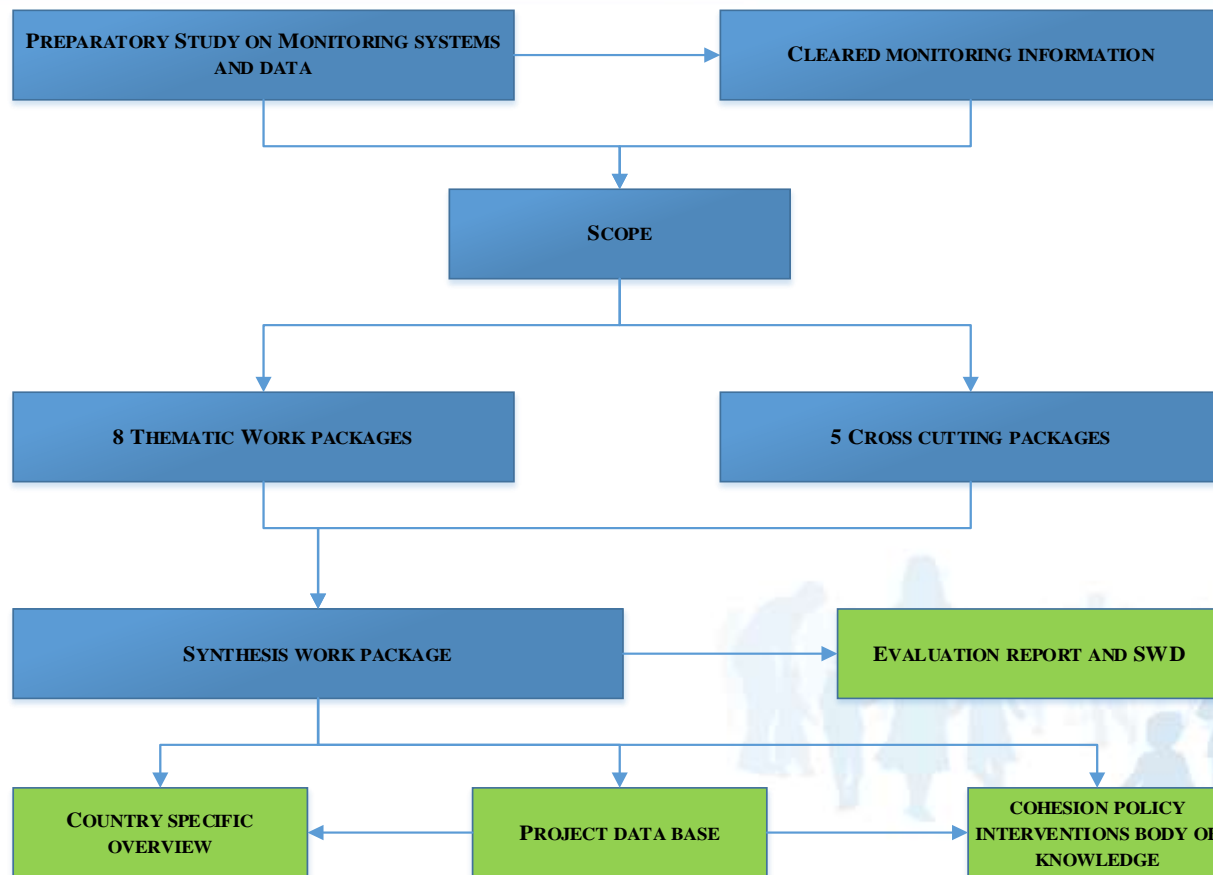 PREPARATORY STUDY ON MONITORING SYSTEMS
AND DATA
CLEARED MONITORING INFORMATION
SCOPE
8 THEMATIC WORK PACKAGES
5 CROSS CUTTING PACKAGES
SYNTHESIS WORK PACKAGE
EVALUATION REPORT AND SWD
COUNTRY SPECIFIC
OVERVIEW
PROJECT DATA BASE
COHESION POLICY
INTERVENTIONS BODY OF
KNOWLEDGE